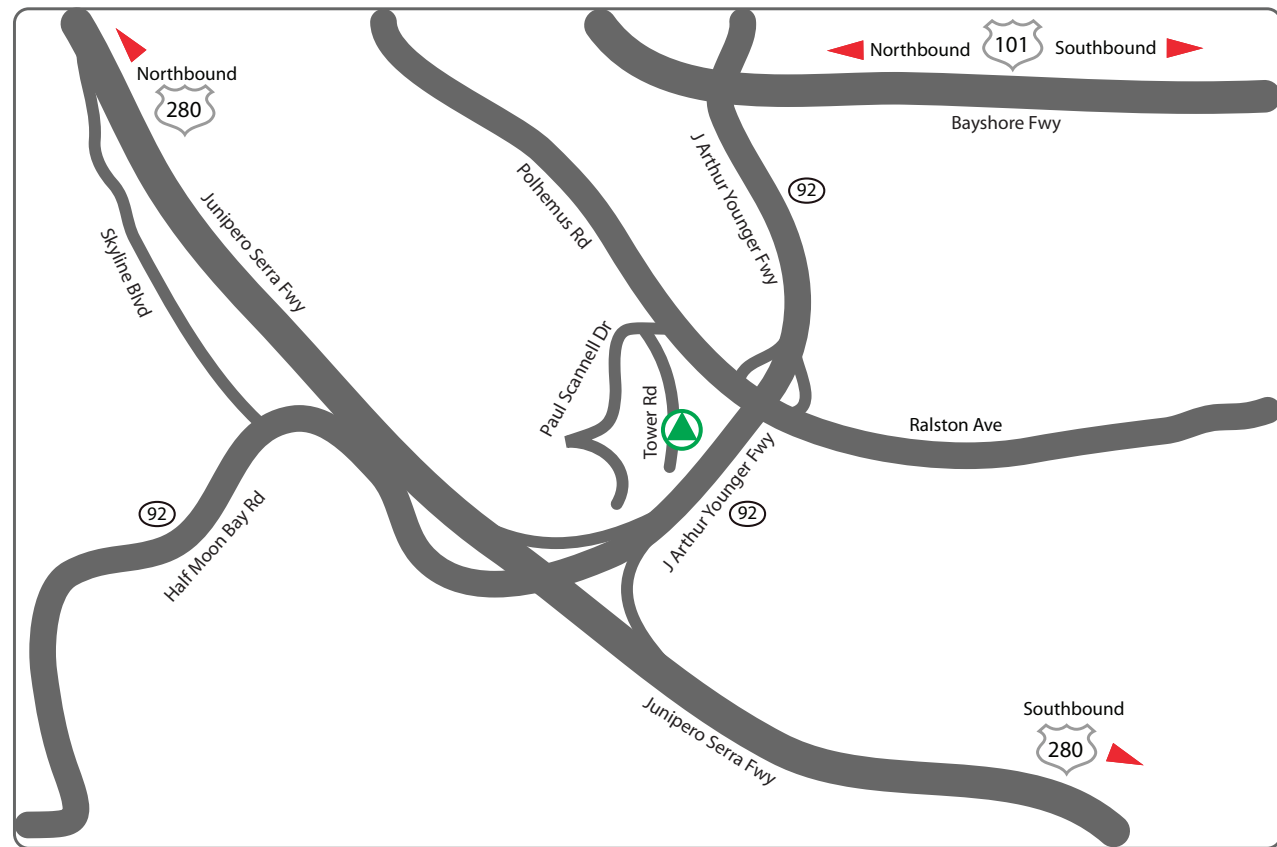 Northbound
101
Southbound
Northbound
280
Bayshore Fwy
J Arthur Younger Fwy
92
Polhemus Rd
Junipero Serra Fwy
Skyline Blvd
Paul Scannell Dr
Tower Rd
Ralston Ave
J Arthur Younger Fwy
92
92
Half Moon Bay Rd
Junipero Serra Fwy
Southbound
280